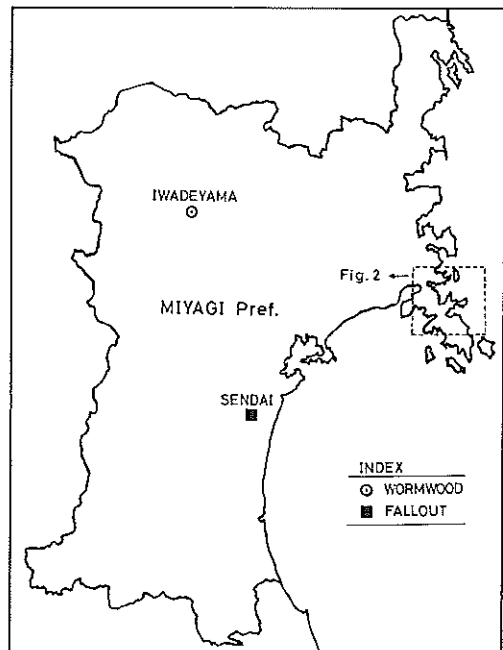 IWADEYAMA
Fig. 2
MIYAGI Pref.
SENDAI
INDEX
WORMWOOD
FALLOUT